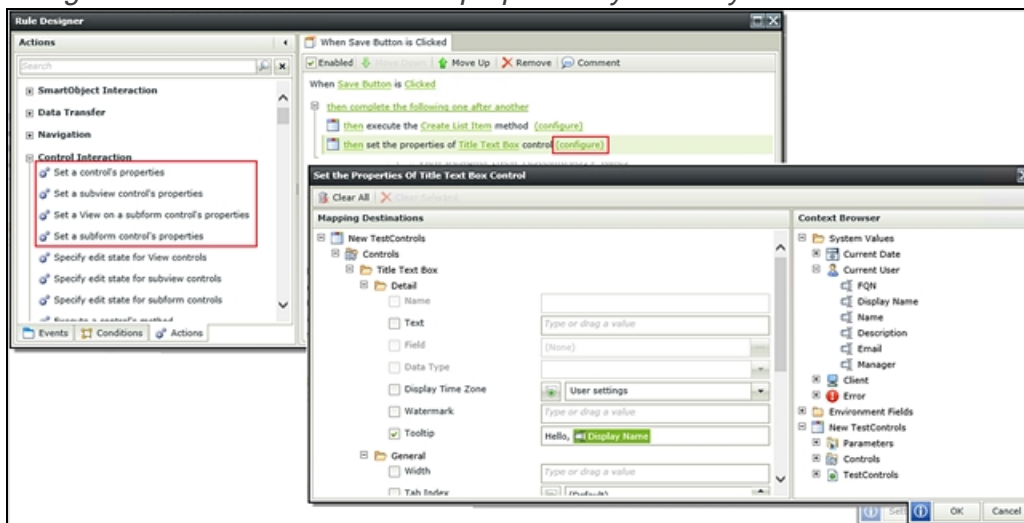 Rule Designer
Actions
Search
SmartObject Interaction
Data Transfer
Navigation
Control Interaction
Set a control's properties
Set a subview control's properties
Set a View on a subform control's properties
Set a subform control's properties
Specify edit state for View controls
Specify edit state for subview controls
Specify edit state for subform controls
Execute a control's method
Events Conditions Actions
When Save Button is Clicked
Enabled Move Down Move Up Remove Comment
When Save Button is Clicked
then complete the following one after another
then execute the Create List Item method (configure)
then set the properties of Title Text Box control (configure)
Set the Properties Of Title Text Box Control
Clear All Clear Selected
Mapping Destinations
New TestControls
Controls
Title Text Box
Detail
Name
Text Type or drag a value
Field (None)
Data Type
Display Time Zone User settings
Watermark Type or drag a value
Tooltip Hello, Display Name
General
Width Type or drag a value
Tab Index (Default)
Context Browser
System Values
Current Date
Current User
FQN
Display Name
Name
Description
Email
Manager
Client
Error
Environment Fields
New TestControls
Parameters
Controls
TestControls
OK Cancel